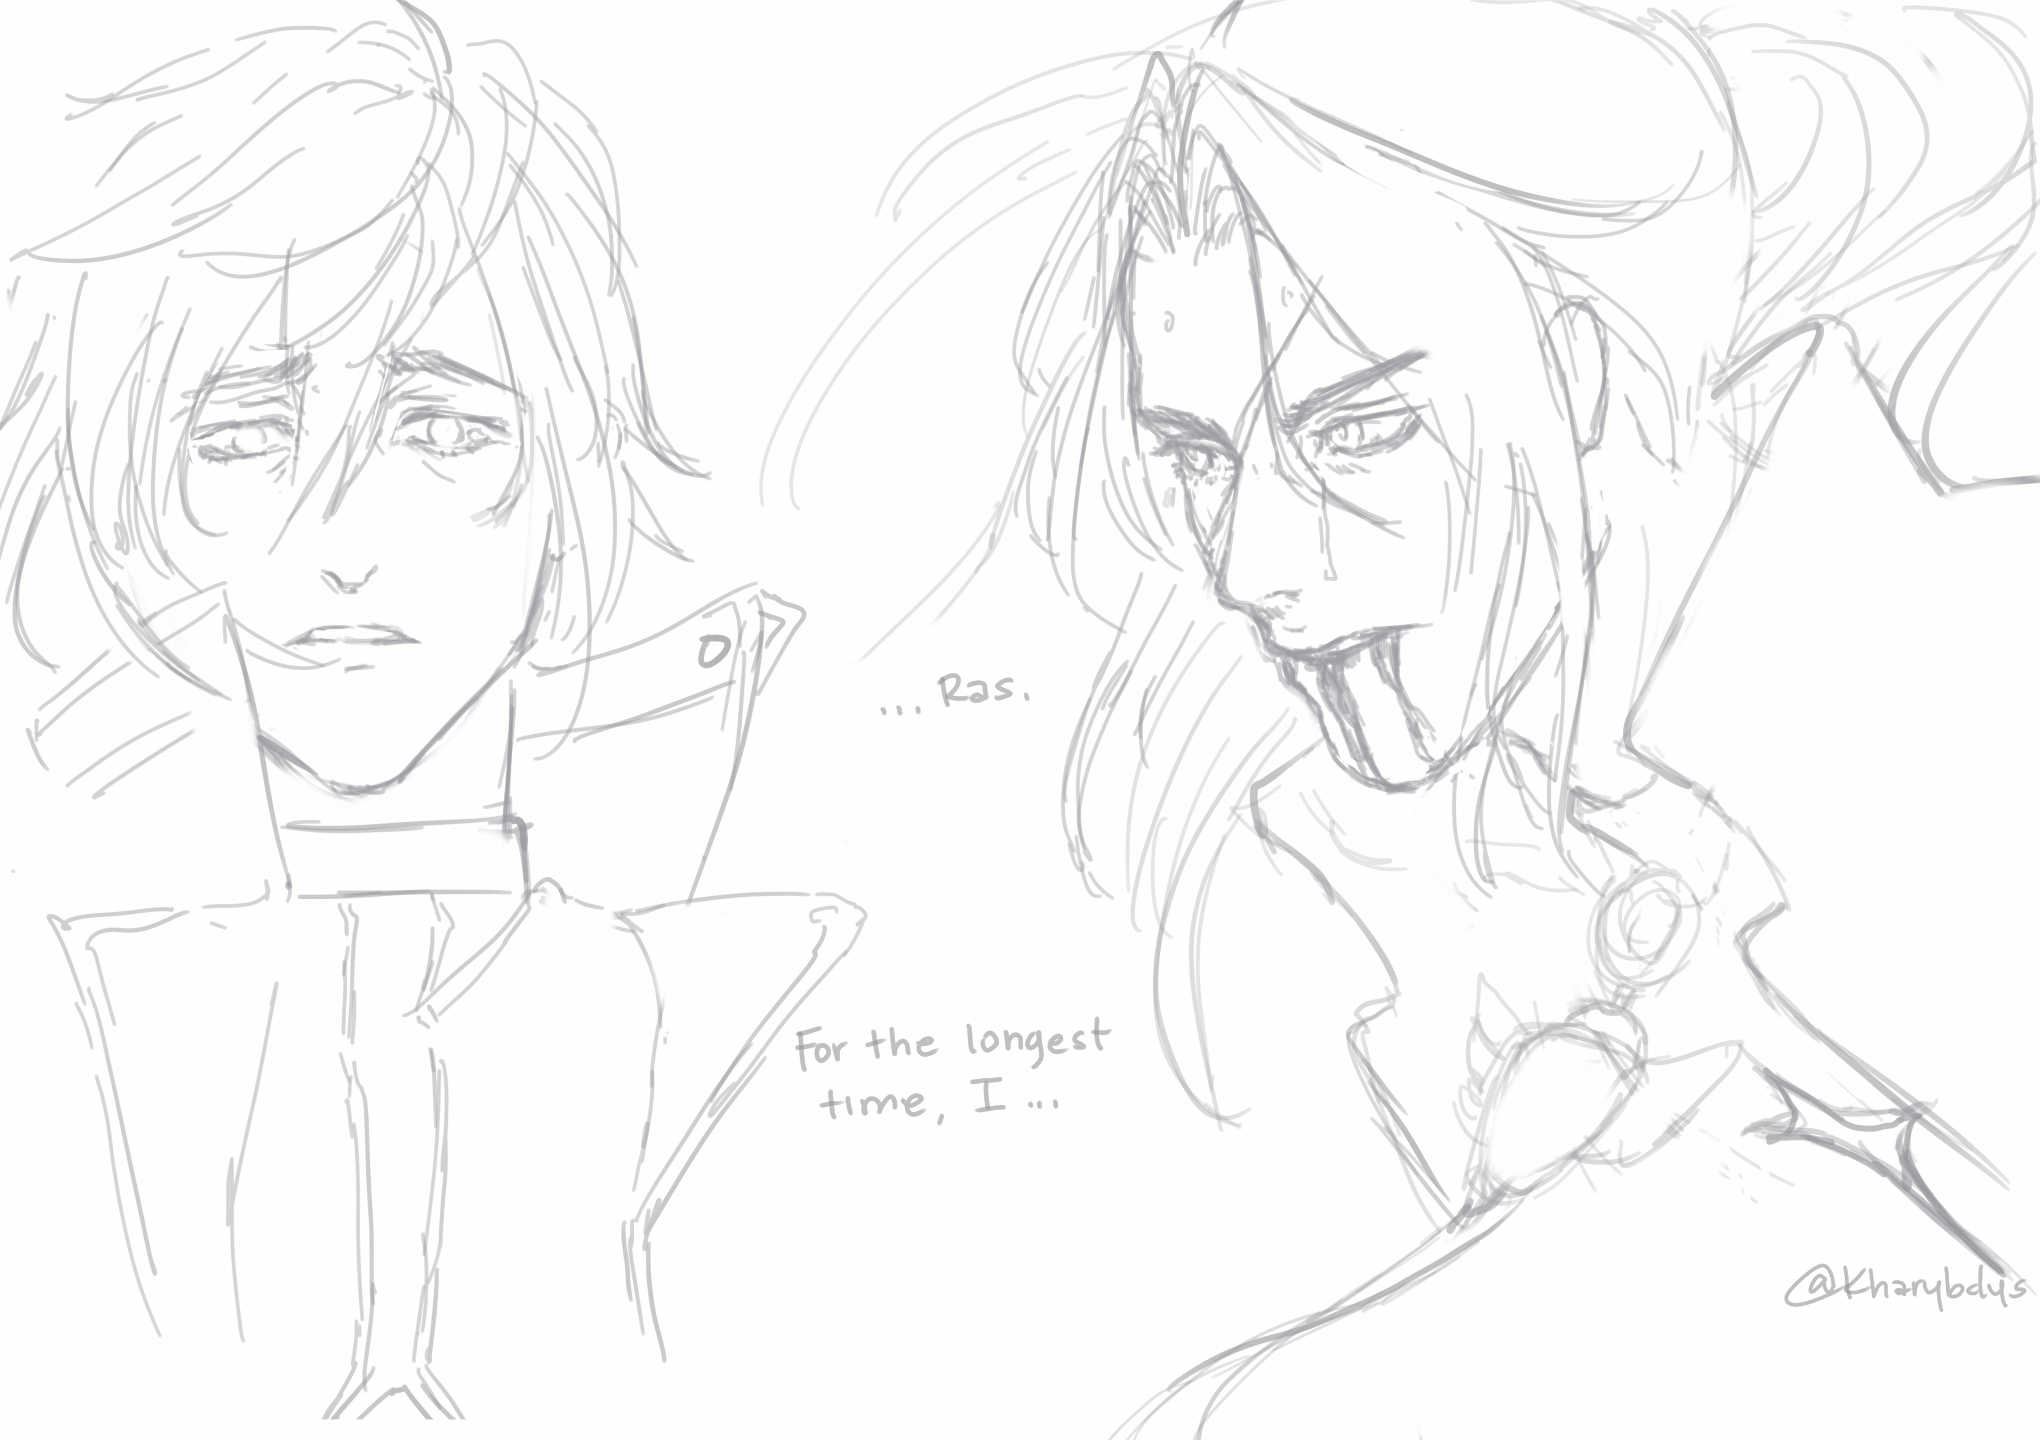 ... Ras.
For the longest
time, I ...
@Kharybdys